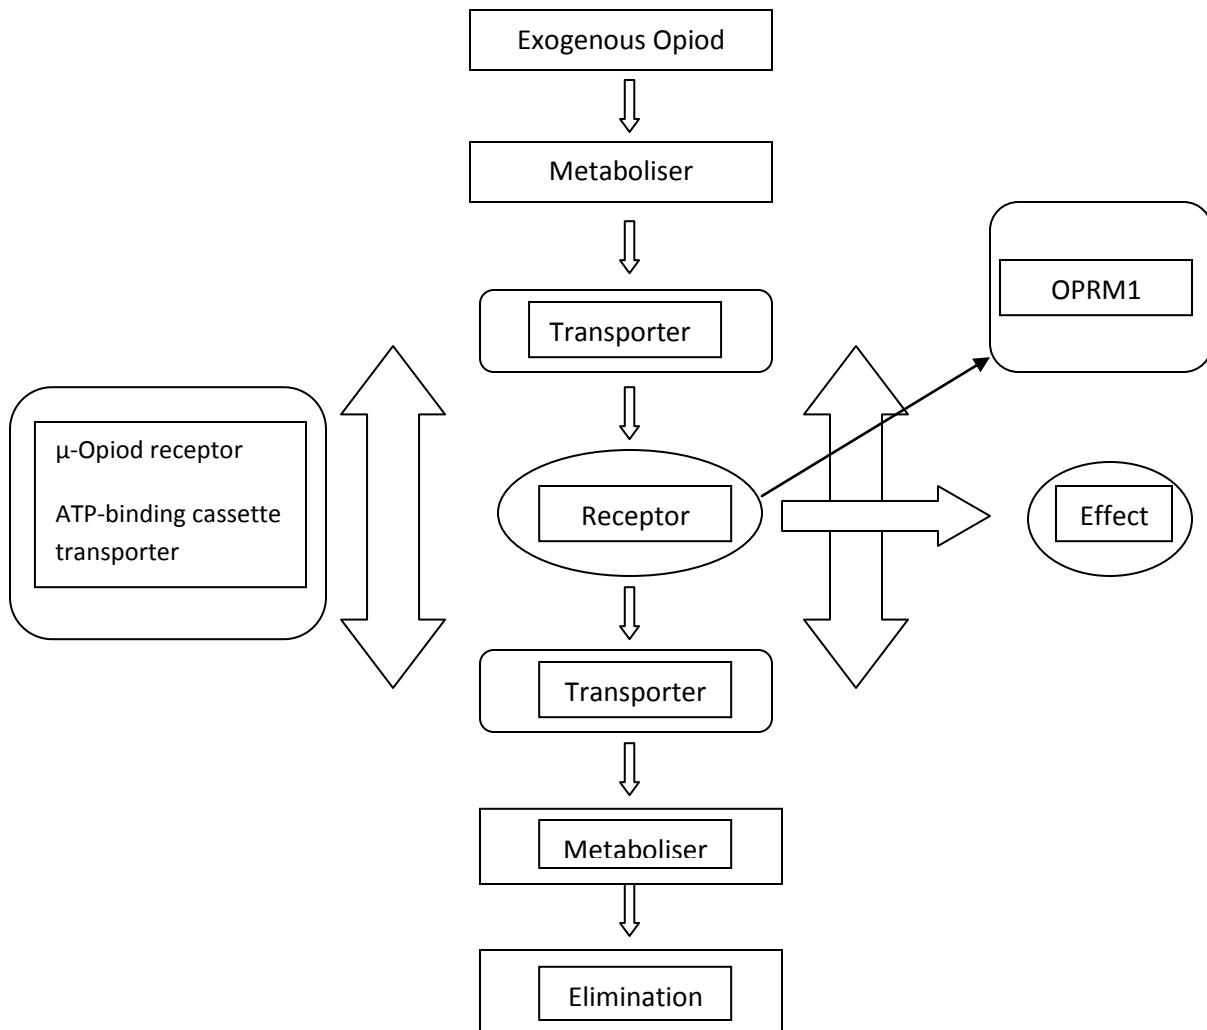 Exogenous Opiod
Metaboliser
OPRM1
Transporter
μ-Opiod receptor
ATP-binding cassette
transporter
Receptor
Effect
Transporter
Metaboliser
Elimination